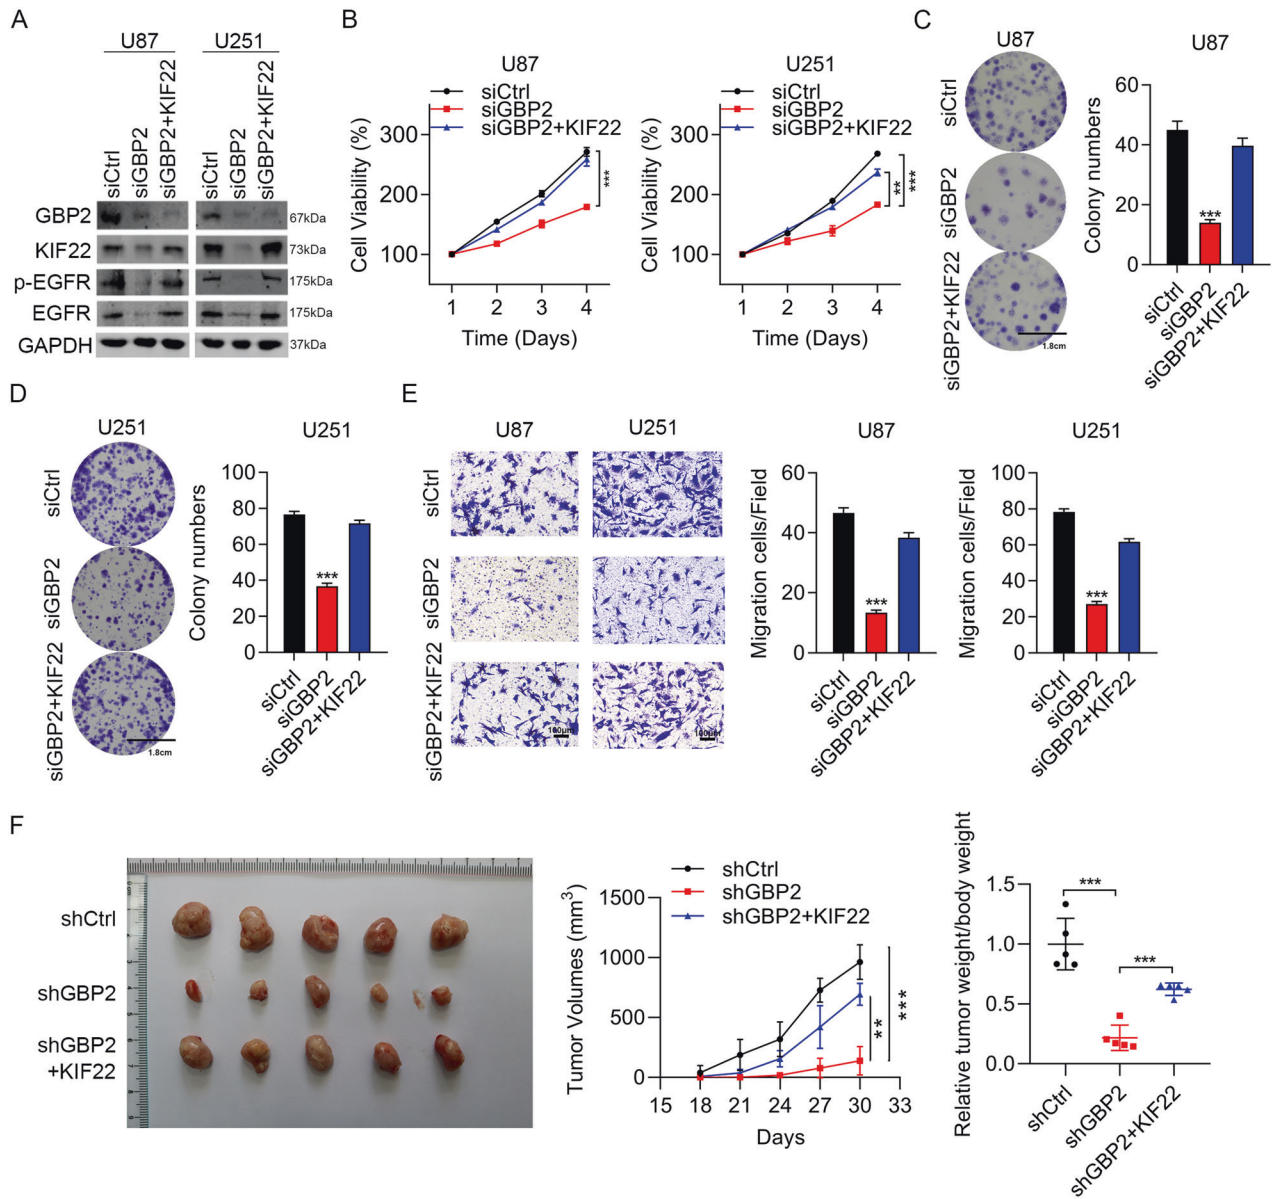 A
U87
U251
siCtrl
siGBP2
siGBP2+KIF22
siCtrl
siGBP2
siGBP2+KIF22
GBP2
67kDa
KIF22
73kDa
p-EGFR
175kDa
EGFR
175kDa
GAPDH
37kDa
B
U87
siCtrl
siGBP2
siGBP2+KIF22
Cell Viability (%)
300
200
100
***
1 2 3 4
Time (Days)
U251
siCtrl
siGBP2
siGBP2+KIF22
Cell Viability (%)
300
200
100
**
***
1 2 3 4
Time (Days)
C
U87
siCtrl
siGBP2
siGBP2+KIF22
1.8cm
U87
Colony numbers
60
40
20
0
***
siCtrl
siGBP2
siGBP2+KIF22
D
U251
siCtrl
siGBP2
siGBP2+KIF22
1.8cm
U251
Colony numbers
100
80
60
40
20
0
***
siCtrl
siGBP2
siGBP2+KIF22
E
U87
U251
siCtrl
siGBP2
siGBP2+KIF22
100μm
100μm
U87
Migration cells/Field
60
40
20
0
***
siCtrl
siGBP2
siGBP2+KIF22
U251
Migration cells/Field
100
80
60
40
20
0
***
siCtrl
siGBP2
siGBP2+KIF22
F
shCtrl
shGBP2
shGBP2
+KIF22
shCtrl
shGBP2
shGBP2+KIF22
Tumor Volumes (mm³)
1500
1000
500
0
**
***
15 18 21 24 27 30 33
Days
Relative tumor weight/body weight
1.5
1.0
0.5
0.0
***
***
shCtrl
shGBP2
shGBP2+KIF22